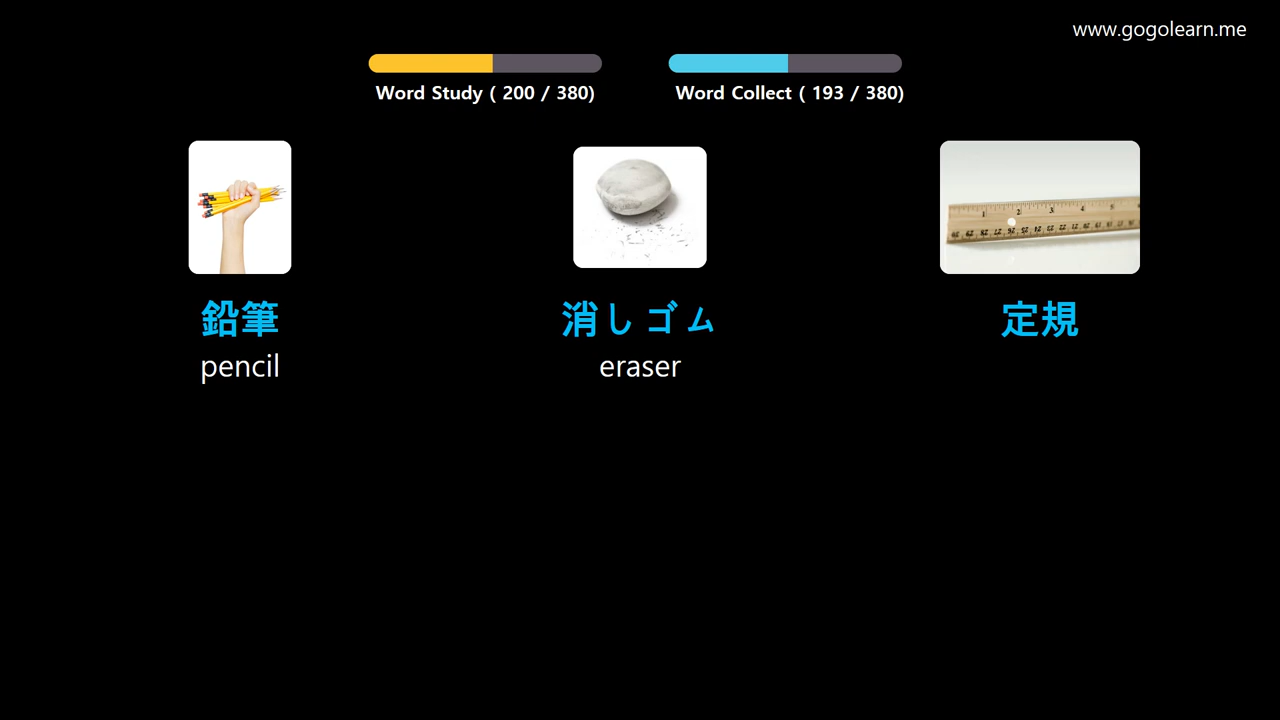 www.gogolearn.me
Word Study ( 200 / 380)
Word Collect ( 193 / 380)
鉛筆
消しゴム
定規
pencil
eraser